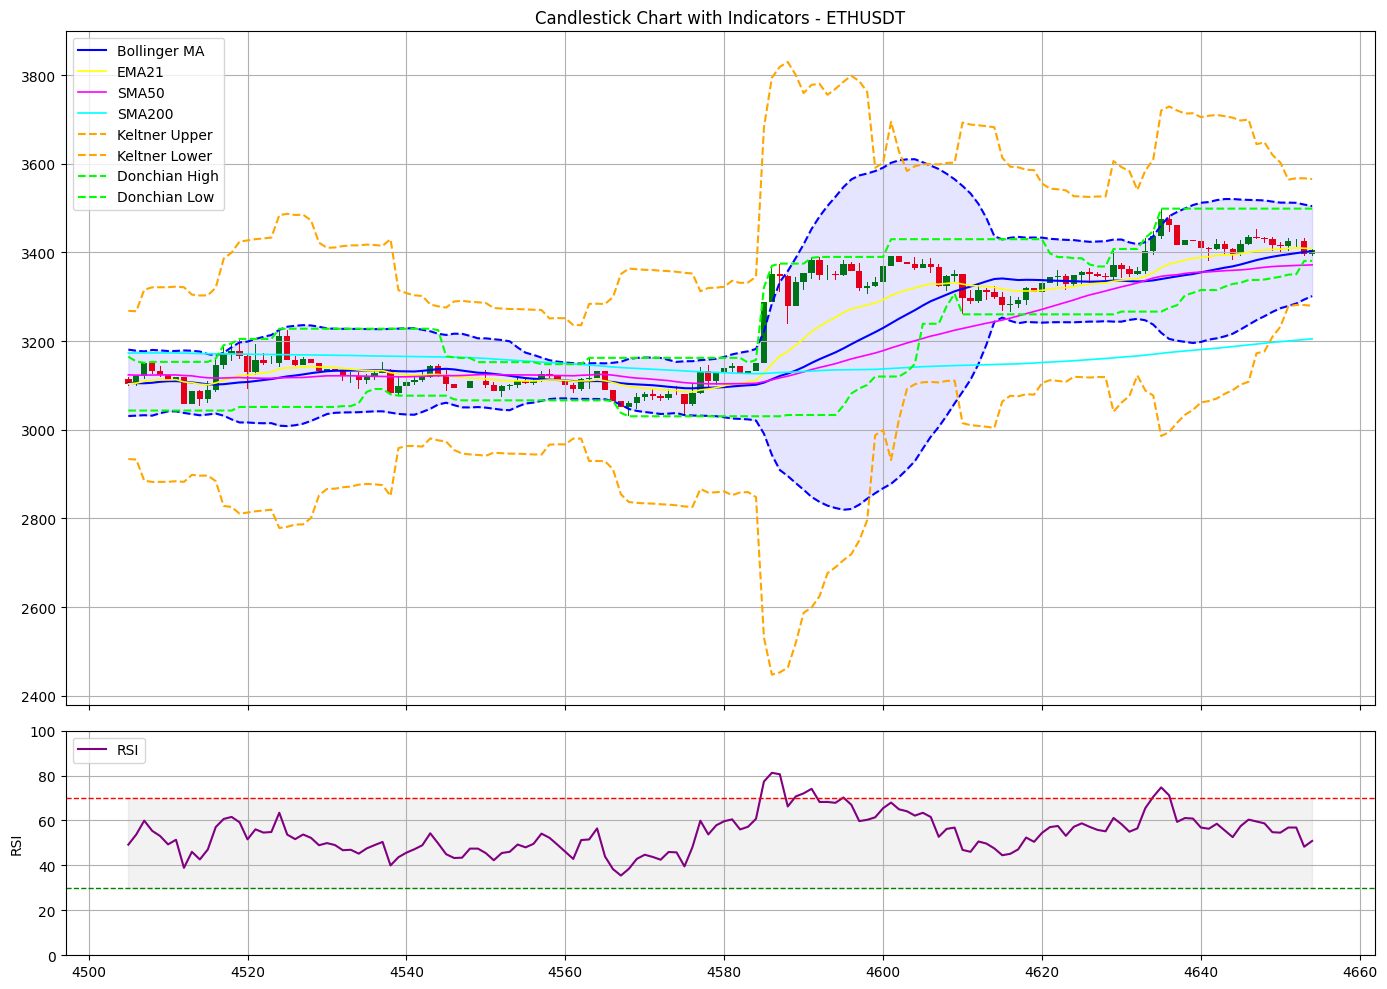 Candlestick Chart with Indicators - ETHUSDT
Bollinger MA
EMA21
SMA50
SMA200
Keltner Upper
Keltner Lower
Donchian High
Donchian Low
3800
3600
3400
3200
3000
2800
2600
2400
RSI
RSI
100
80
60
40
20
0
4500 4520 4540 4560 4580 4600 4620 4640 4660